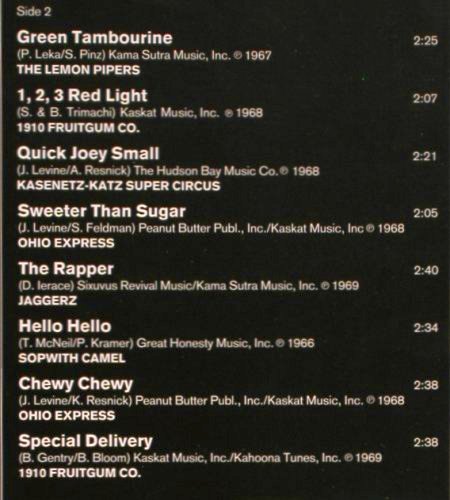 Side 2
Green Tambourine 2:25
(P. Leka/S. Pinz) Kama Sutra Music, Inc. ℗ 1967
THE LEMON PIPERS
1, 2, 3 Red Light 2:07
(S. & B. Trimachi) Kaskat Music, Inc. ℗ 1968
1910 FRUITGUM CO.
Quick Joey Small 2:21
(J. Levine/A. Resnick) The Hudson Bay Music Co. ℗ 1968
KASENETZ-KATZ SUPER CIRCUS
Sweeter Than Sugar 2:05
(J. Levine/S. Feldman) Peanut Butter Publ., Inc./Kaskat Music, Inc ℗ 1968
OHIO EXPRESS
The Rapper 2:40
(D. Ierace) Sixuvus Revival Music/Kama Sutra Music, Inc. ℗ 1969
JAGGERZ
Hello Hello 2:34
(T. McNeil/P. Kramer) Great Honesty Music, Inc. ℗ 1966
SOPWITH CAMEL
Chewy Chewy 2:38
(J. Levine/K. Resnick) Peanut Butter Publ., Inc./Kaskat Music, Inc. ℗ 1968
OHIO EXPRESS
Special Delivery 2:38
(B. Gentry/B. Bloom) Kaskat Music, Inc./Kahoona Tunes, Inc. ℗ 1969
1910 FRUITGUM CO.